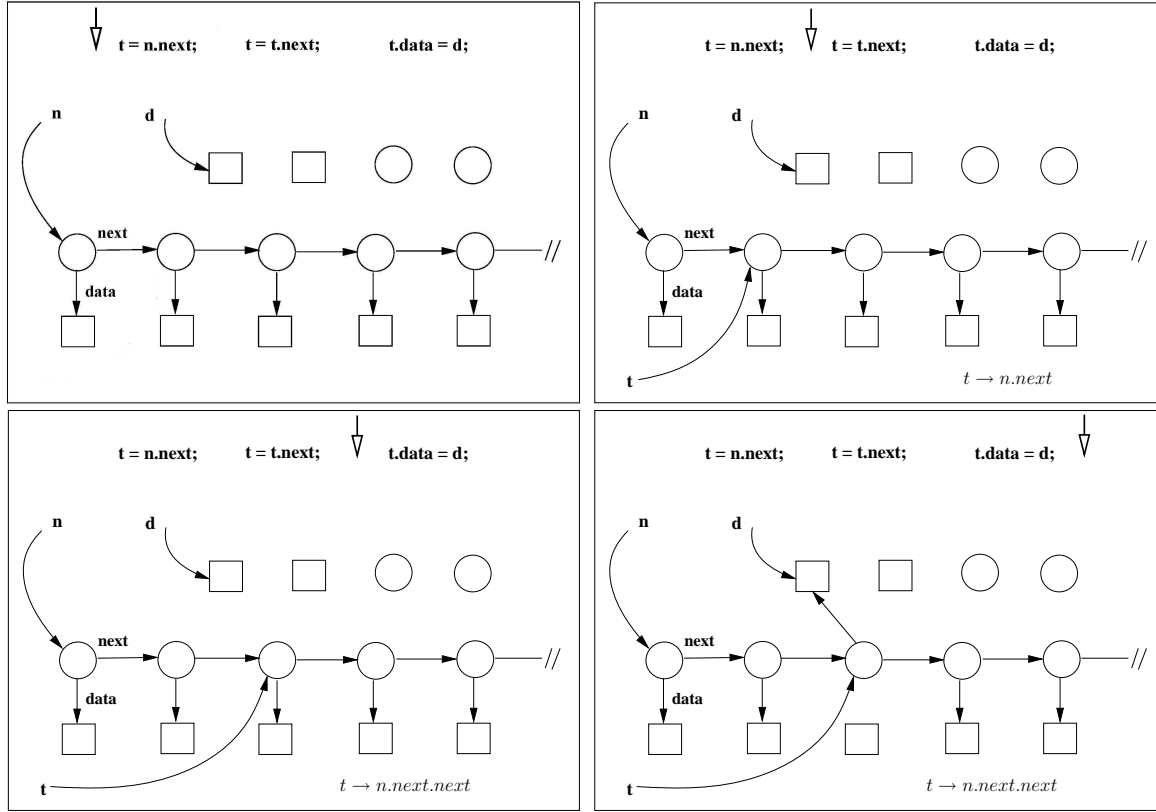 t = n.next; t = t.next; t.data = d;
n d
next
data
t = n.next; t = t.next; t.data = d;
n d
next
data
t
t → n.next
t = n.next; t = t.next; t.data = d;
n d
next
data
t
t → n.next.next
t = n.next; t = t.next; t.data = d;
n d
next
data
t
t → n.next.next